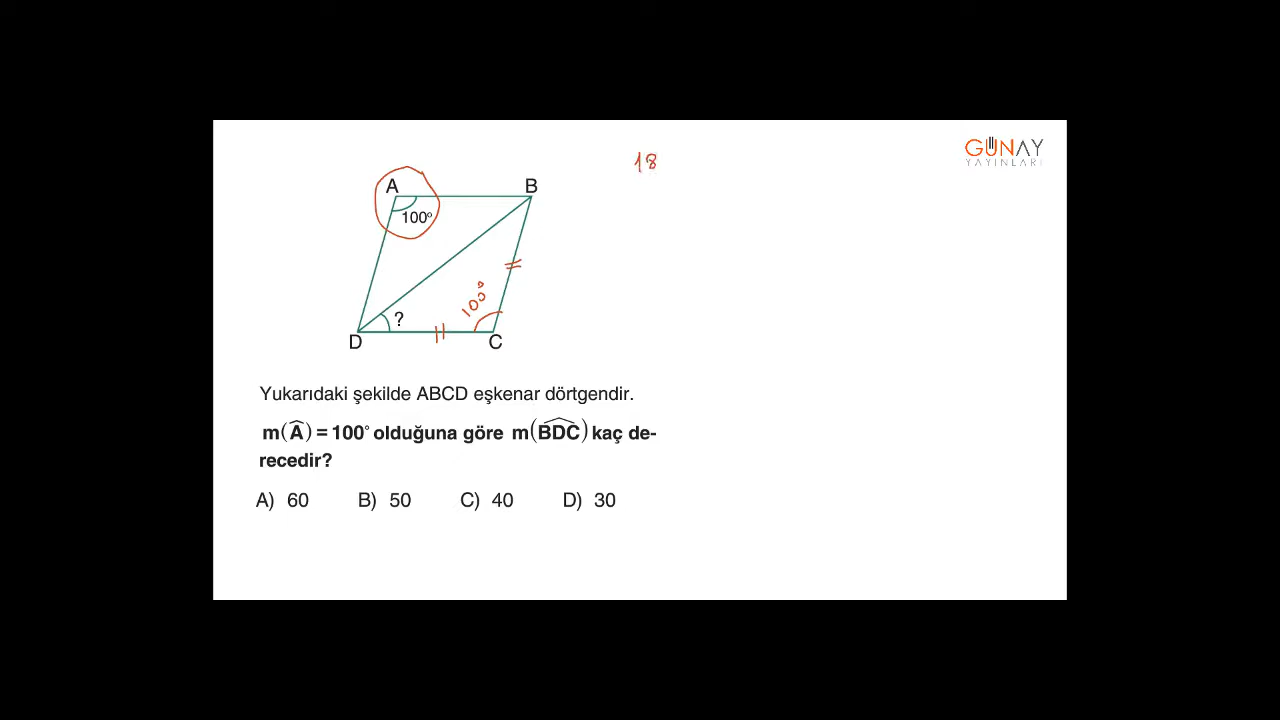 GÜNAY
YAYINLARI
18
A
B
100°
100°
?
D
C
Yukarıdaki şekilde ABCD eşkenar dörtgendir.
m(Â) = 100° olduğuna göre m(BDC) kaç de-
recedir?
A) 60 B) 50 C) 40 D) 30